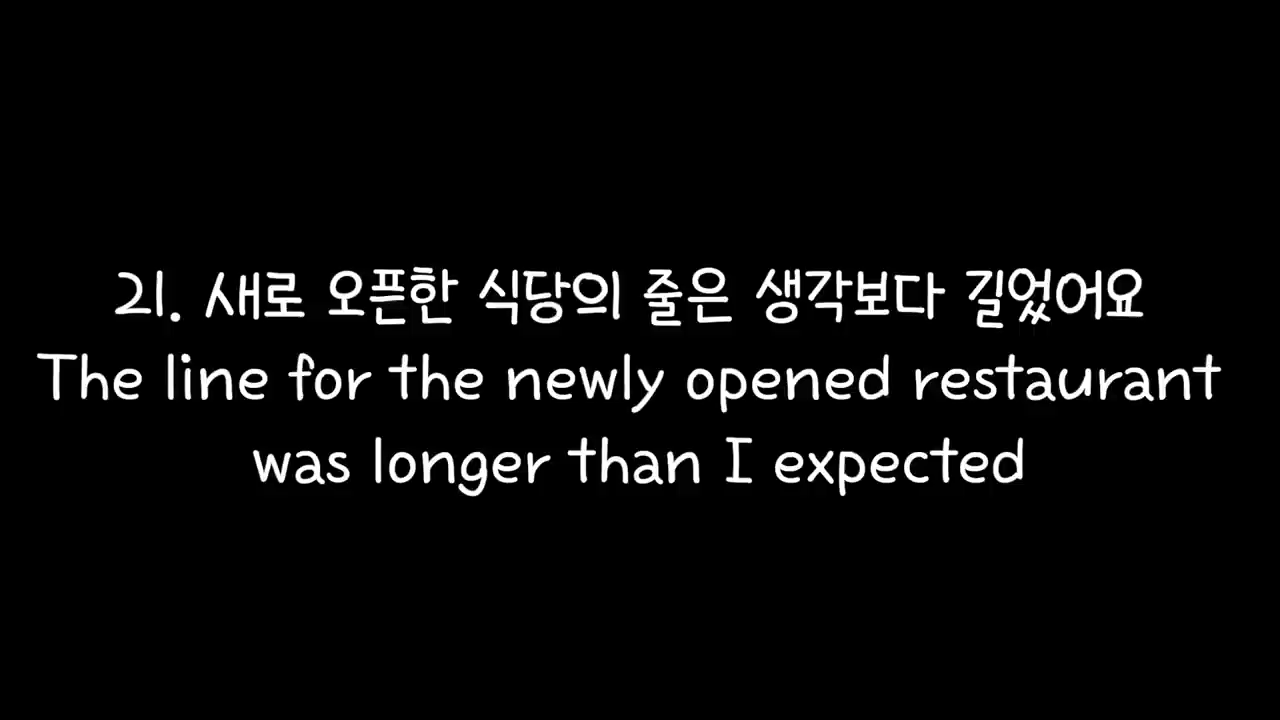 21. 새로 오픈한 식당의 줄은 생각보다 길었어요
The line for the newly opened restaurant
was longer than I expected